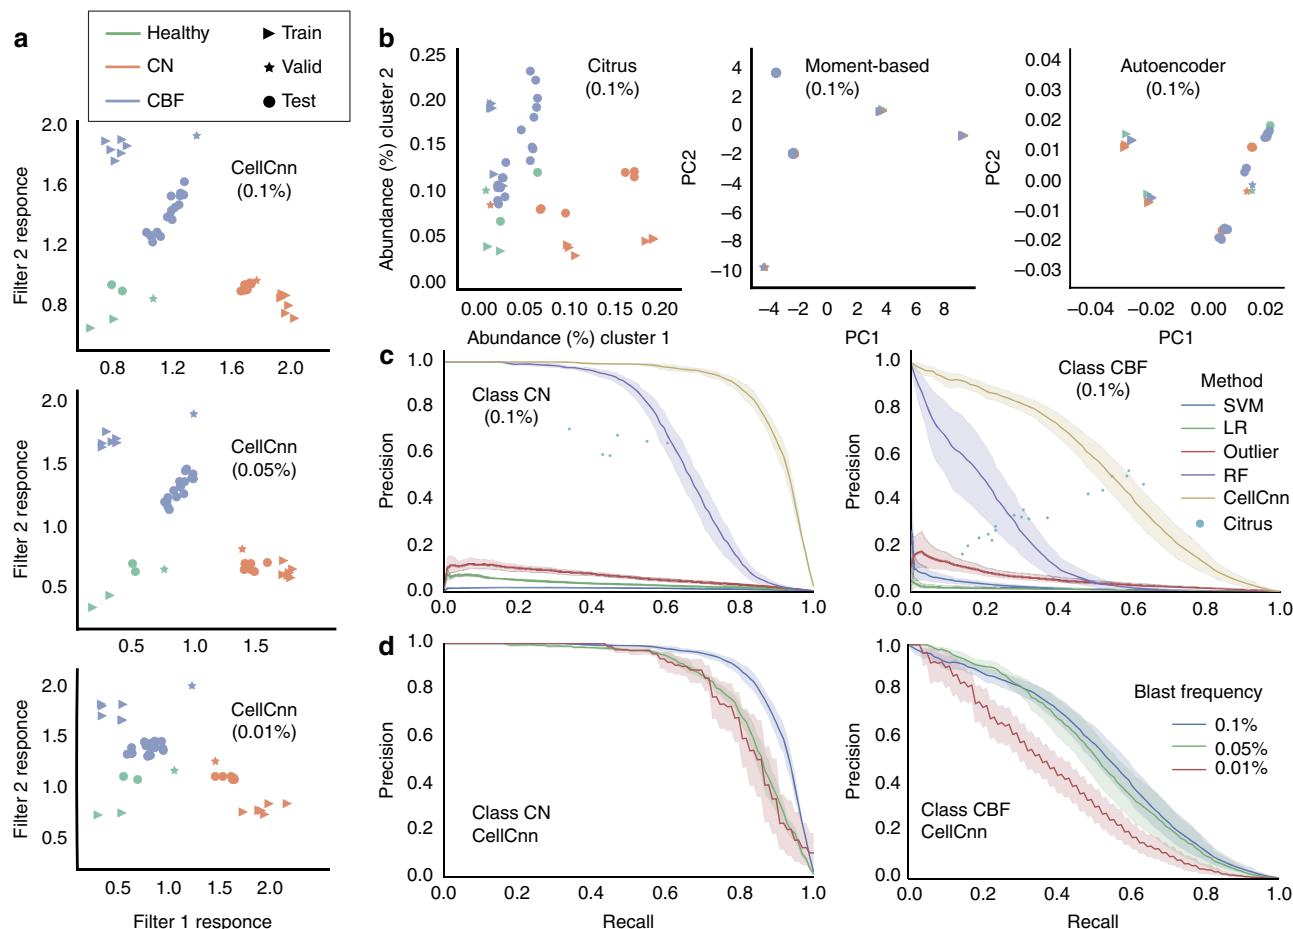 a
Healthy
Train
CN
Valid
CBF
Test
2.0
1.6
1.2
0.8
Filter 2 responce
CellCnn
(0.1%)
0.8
1.2
1.6
2.0
2.0
1.5
1.0
0.5
Filter 2 responce
CellCnn
(0.05%)
0.5
1.0
1.5
2.0
1.5
1.0
0.5
Filter 2 responce
CellCnn
(0.01%)
0.5
1.0
1.5
2.0
Filter 1 responce
b
0.25
0.20
0.15
0.10
0.05
0.00
Abundance (%) cluster 2
Citrus
(0.1%)
0.00
0.05
0.10
0.15
0.20
Abundance (%) cluster 1
4
2
0
−2
−4
−6
−8
−10
PC2
Moment-based
(0.1%)
−4
−2
0
2
4
6
8
PC1
0.04
0.03
0.02
0.01
0.00
−0.01
−0.02
−0.03
PC2
Autoencoder
(0.1%)
−0.04
−0.02
0.00
0.02
PC1
c
1.0
0.8
0.6
0.4
0.2
0.0
Precision
Class CN
(0.1%)
0.0
0.2
0.4
0.6
0.8
1.0
1.0
0.8
0.6
0.4
0.2
0.0
Precision
Class CBF
(0.1%)
Method
SVM
LR
Outlier
RF
CellCnn
Citrus
0.0
0.2
0.4
0.6
0.8
1.0
d
1.0
0.8
0.6
0.4
0.2
0.0
Precision
Class CN
CellCnn
0.0
0.2
0.4
0.6
0.8
1.0
Recall
1.0
0.8
0.6
0.4
0.2
0.0
Precision
Blast frequency
0.1%
0.05%
0.01%
Class CBF
CellCnn
0.0
0.2
0.4
0.6
0.8
1.0
Recall